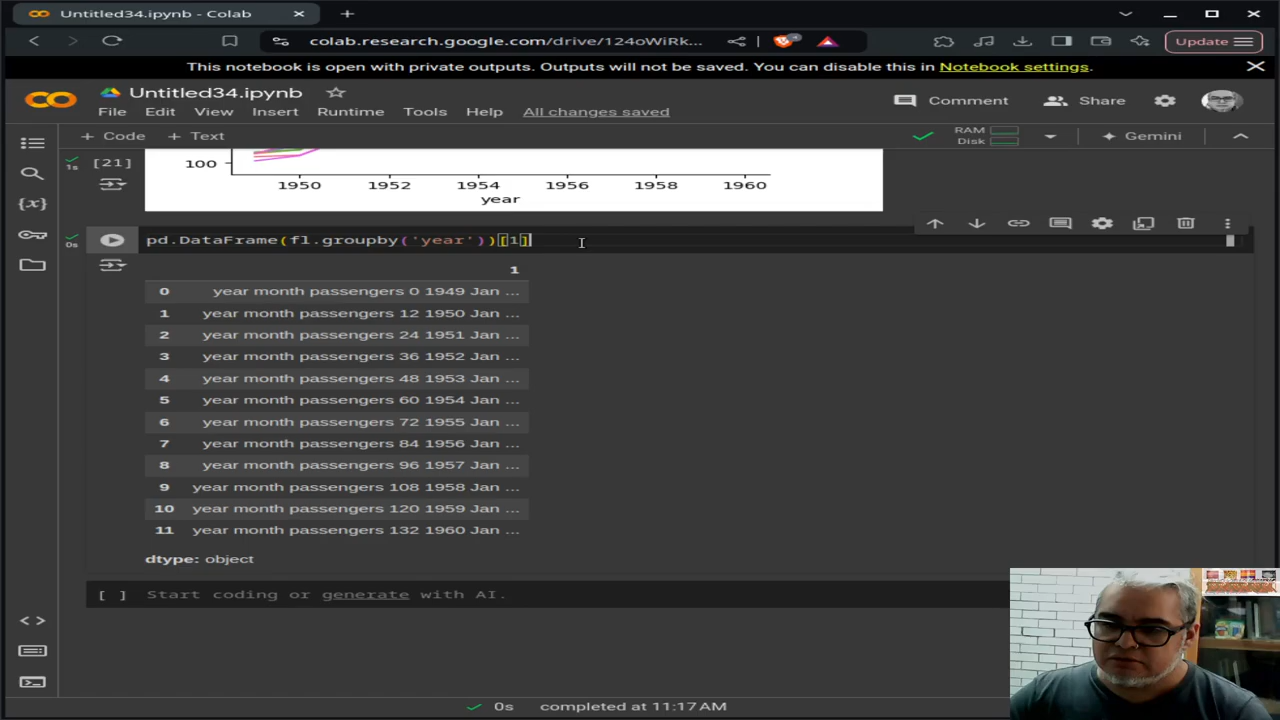 Untitled34.ipynb - Colab
colab.research.google.com/drive/124oWiRk...
Update
This notebook is open with private outputs. Outputs will not be saved. You can disable this in Notebook settings.
Untitled34.ipynb
File Edit View Insert Runtime Tools Help All changes saved
Comment Share
+ Code + Text
RAM
Disk
Gemini
1s
[21]
100
1950 1952 1954 1956 1958 1960
year
0s
pd.DataFrame(fl.groupby('year'))[1]
1
0 year month passengers 0 1949 Jan ...
1 year month passengers 12 1950 Jan ...
2 year month passengers 24 1951 Jan ...
3 year month passengers 36 1952 Jan ...
4 year month passengers 48 1953 Jan ...
5 year month passengers 60 1954 Jan ...
6 year month passengers 72 1955 Jan ...
7 year month passengers 84 1956 Jan ...
8 year month passengers 96 1957 Jan ...
9 year month passengers 108 1958 Jan ...
10 year month passengers 120 1959 Jan ...
11 year month passengers 132 1960 Jan ...
dtype: object
[ ] Start coding or generate with AI.
0s completed at 11:17AM